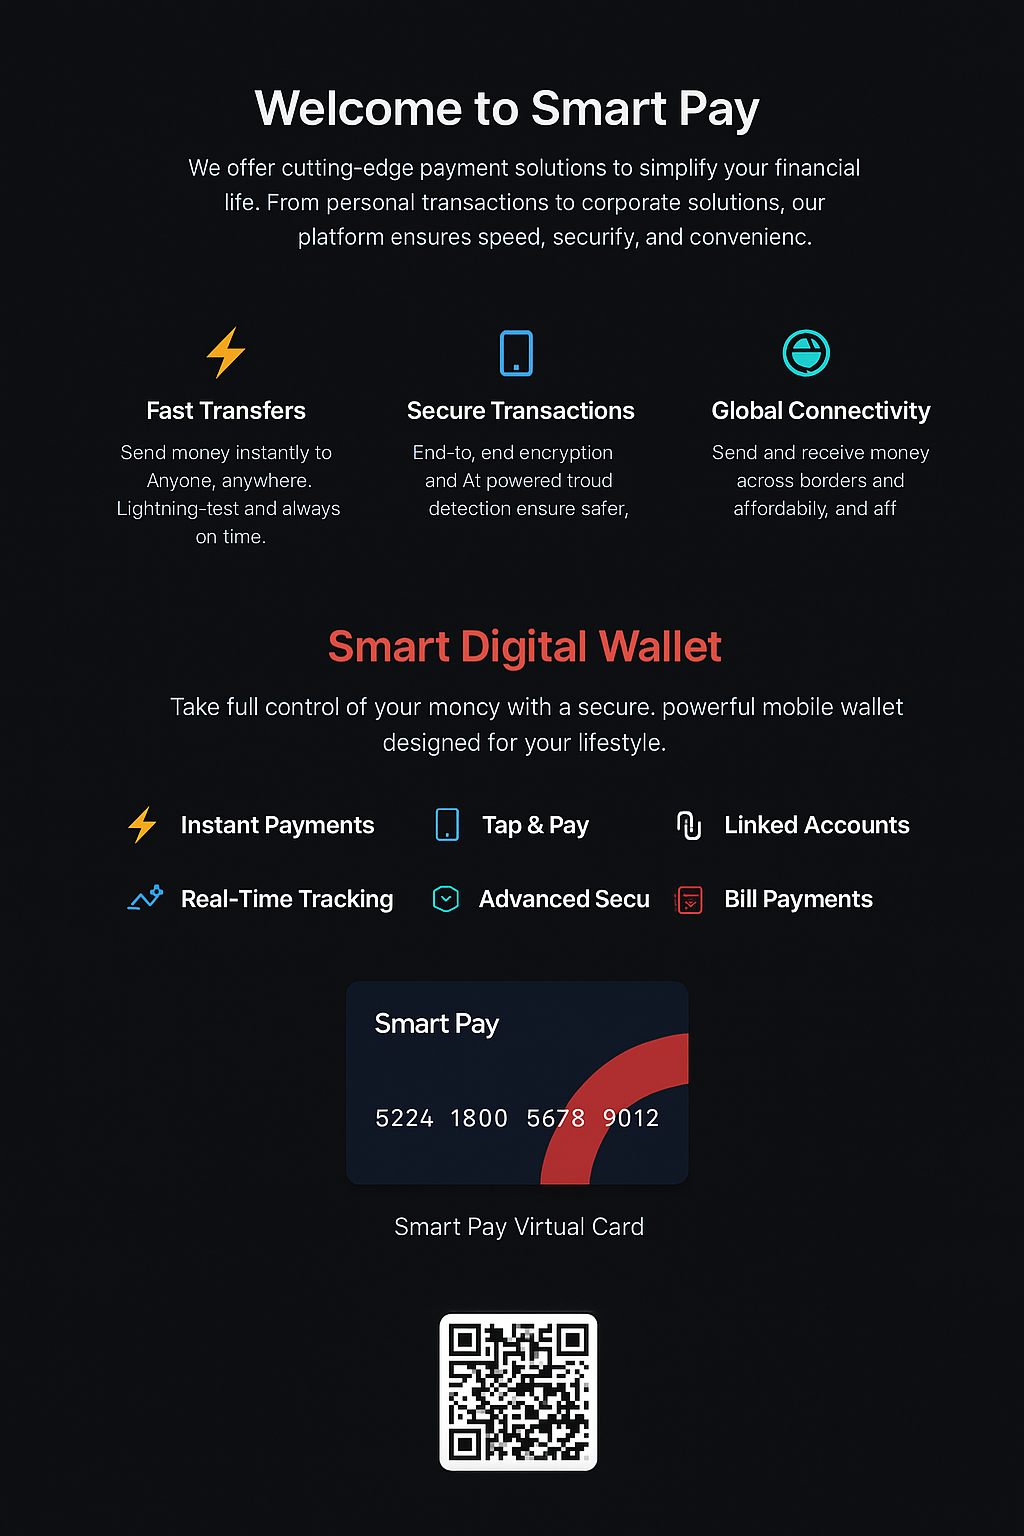 Welcome to Smart Pay
We offer cutting-edge payment solutions to simplify your financial
life. From personal transactions to corporate solutions, our
platform ensures speed, securify, and convenienc.
Fast Transfers
Send money instantly to
Anyone, anywhere.
Lightning-test and always
on time.
Secure Transactions
End-to, end encryption
and At powered troud
detection ensure safer,
Global Connectivity
Send and receive money
across borders and
affordabily, and aff
Smart Digital Wallet
Take full control of your moncy with a secure. powerful mobile wallet
designed for your lifestyle.
Instant Payments
Tap & Pay
Linked Accounts
Real-Time Tracking
Advanced Secu
Bill Payments
Smart Pay
5224 1800 5678 9012
Smart Pay Virtual Card